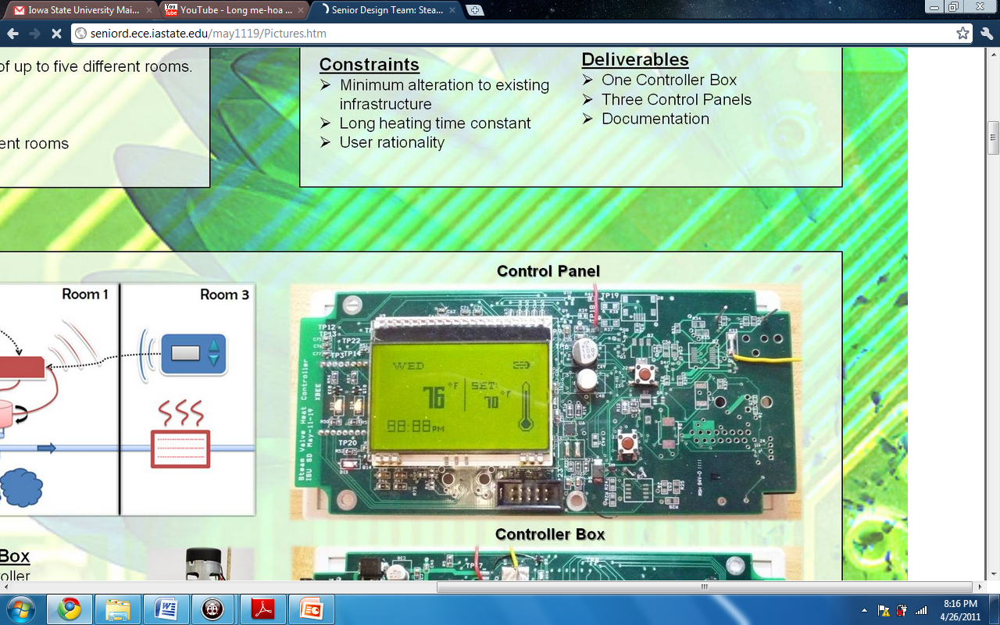 Iowa State University Mai...
YouTube - Long me-hoa ...
Senior Design Team: Stea...
seniord.ece.iastate.edu/may1119/Pictures.htm
of up to five different rooms.
ent rooms
Constraints
Minimum alteration to existing
infrastructure
Long heating time constant
User rationality
Deliverables
One Controller Box
Three Control Panels
Documentation
Room 1
Room 3
Control Panel
TP19
TP18
TP12
TP13
TP22
TP3
TP14
XBEE
Steam Valve Heat Controller
ISU SD May-11-19
TP20
WED
76 °F
SET:
70 °F
88:88 PM
Controller Box
Box
roller
8:16 PM
4/26/2011